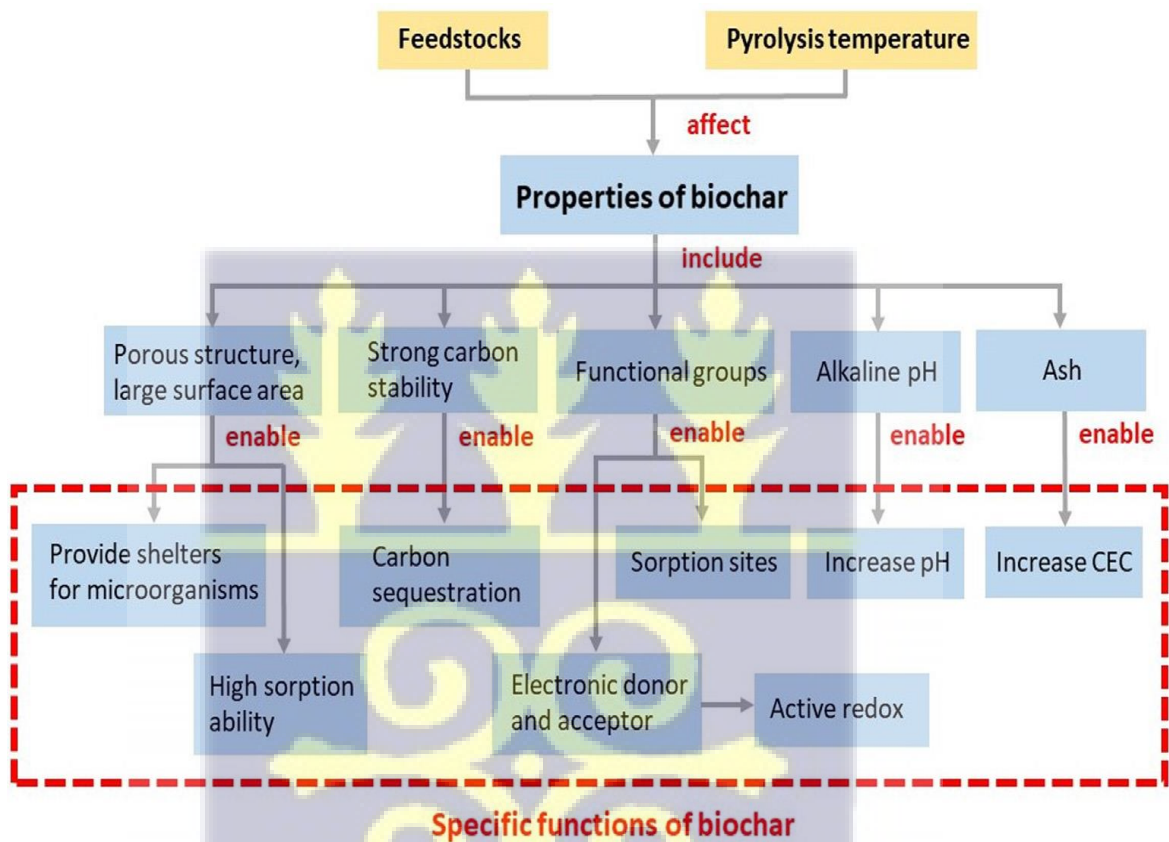 Feedstocks
Pyrolysis temperature
affect
Properties of biochar
include
Porous structure,
large surface area
Strong carbon
stability
Functional groups
Alkaline pH
Ash
enable
enable
enable
enable
enable
Provide shelters
for microorganisms
Carbon
sequestration
Sorption sites
Increase pH
Increase CEC
High sorption
ability
Electronic donor
and acceptor
Active redox
Specific functions of biochar